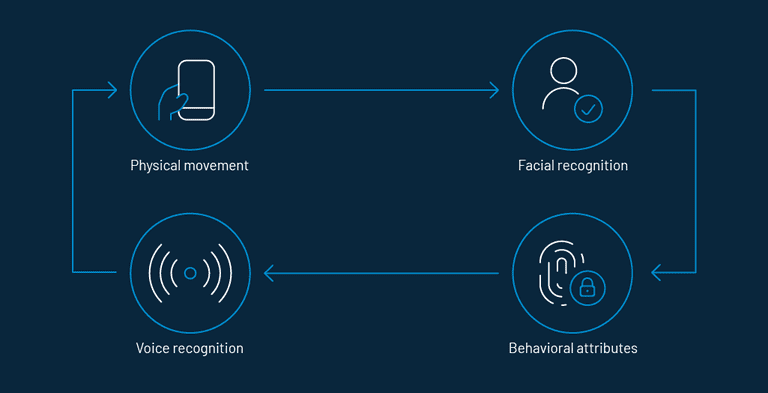 Physical movement
Facial recognition
Voice recognition
Behavioral attributes